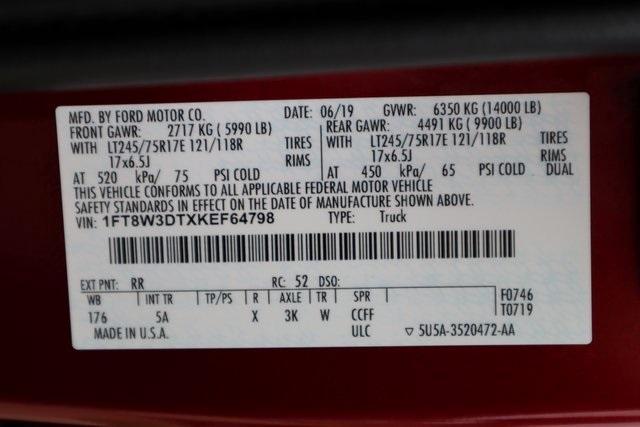 MFD. BY FORD MOTOR CO. DATE: 06/19 GVWR: 6350 KG (14000 LB)
FRONT GAWR: 2717 KG (5990 LB) REAR GAWR: 4491 KG (9900 LB)
WITH LT245/75R17E 121/118R TIRES WITH LT245/75R17E 121/118R TIRES
17x6.5J RIMS 17x6.5J RIMS
AT 520 kPa/ 75 PSI COLD AT 450 kPa/ 65 PSI COLD DUAL
THIS VEHICLE CONFORMS TO ALL APPLICABLE FEDERAL MOTOR VEHICLE
SAFETY STANDARDS IN EFFECT ON THE DATE OF MANUFACTURE SHOWN ABOVE.
VIN: 1FT8W3DTXKEF64798 TYPE: Truck
EXT PNT: RR RC: 52 DSO:
WB INT TR TP/PS R AXLE TR SPR F0746
176 5A X 3K W CCFF T0719
MADE IN U.S.A. ULC ▽ 5U5A-3520472-AA